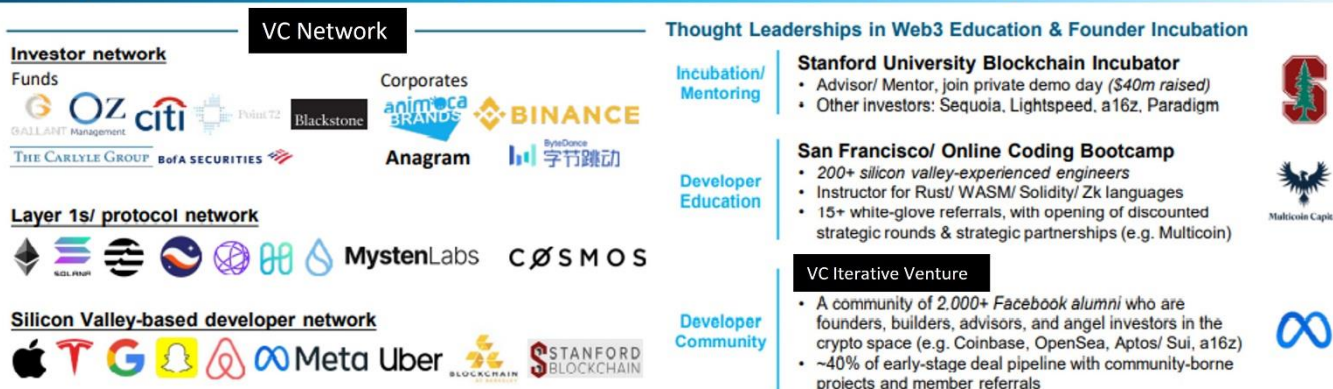 VC Network
Investor network
Funds
Corporates
GALLANT
OZ
Management
citi
Point72
Blackstone
animoca
BRANDS
BINANCE
THE CARLYLE GROUP
BofA SECURITIES
Anagram
ByteDance
字节跳动
Layer 1s/ protocol network
SOLANA
MystenLabs
COSMOS
Silicon Valley-based developer network
Meta
Uber
BLOCKCHAIN
AT BERKELEY
STANFORD
BLOCKCHAIN
Thought Leaderships in Web3 Education & Founder Incubation
Incubation/
Mentoring
Stanford University Blockchain Incubator
• Advisor/ Mentor, join private demo day ($40m raised)
• Other investors: Sequoia, Lightspeed, a16z, Paradigm
Developer
Education
San Francisco/ Online Coding Bootcamp
• 200+ silicon valley-experienced engineers
• Instructor for Rust/ WASM/ Solidity/ Zk languages
• 15+ white-glove referrals, with opening of discounted
strategic rounds & strategic partnerships (e.g. Multicoin)
Multicoin Capit
Developer
Community
VC Iterative Venture
• A community of 2,000+ Facebook alumni who are
founders, builders, advisors, and angel investors in the
crypto space (e.g. Coinbase, OpenSea, Aptos/ Sui, a16z)
• ~40% of early-stage deal pipeline with community-borne
projects and member referrals